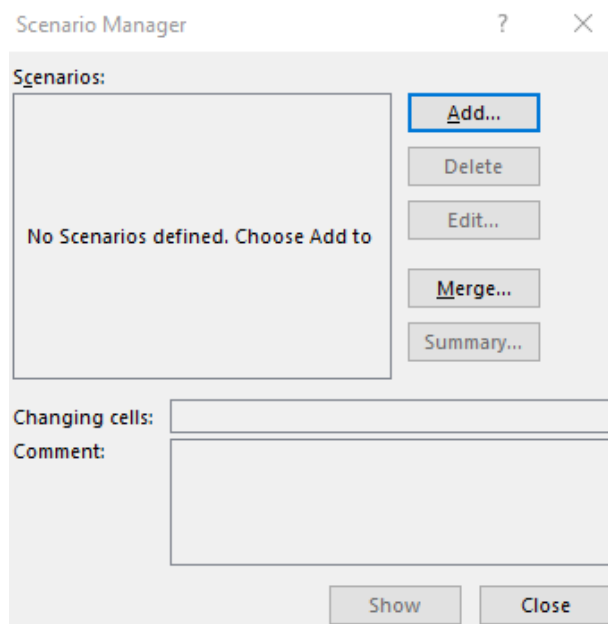 Scenario Manager
?
Scenarios:
Add...
Delete
No Scenarios defined. Choose Add to
Edit...
Merge...
Summary...
Changing cells:
Comment:
Show
Close